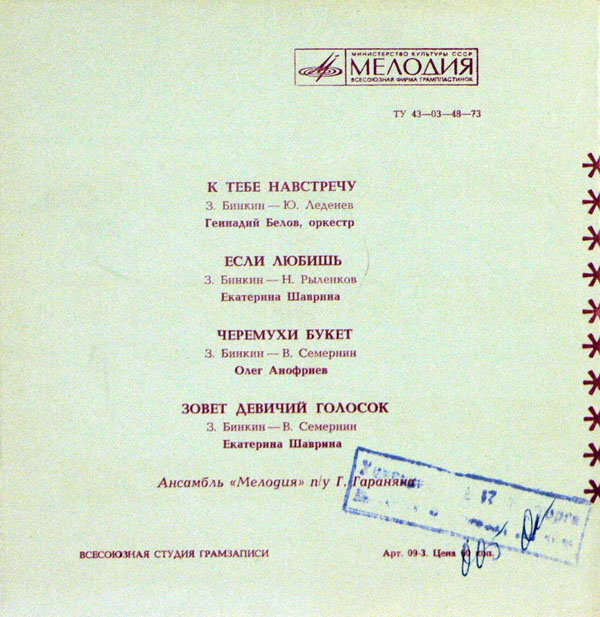 МИНИСТЕРСТВО КУЛЬТУРЫ СССР
МЕЛОДИЯ
ВСЕСОЮЗНАЯ ФИРМА ГРАМПЛАСТИНОК
ТУ 43—03—48—73
К ТЕБЕ НАВСТРЕЧУ
З. Бинкин — Ю. Леденев
Геннадий Белов, оркестр
ЕСЛИ ЛЮБИШЬ
З. Бинкин — Н. Рыленков
Екатерина Шаврина
ЧЕРЕМУХИ БУКЕТ
З. Бинкин — В. Семернин
Олег Анофриев
ЗОВЕТ ДЕВИЧИЙ ГОЛОСОК
З. Бинкин — В. Семернин
Екатерина Шаврина
Ансамбль «Мелодия» п/у Г. Гараняна
ВСЕСОЮЗНАЯ СТУДИЯ ГРАМЗАПИСИ
Арт. 09-3. Цена 60 коп.